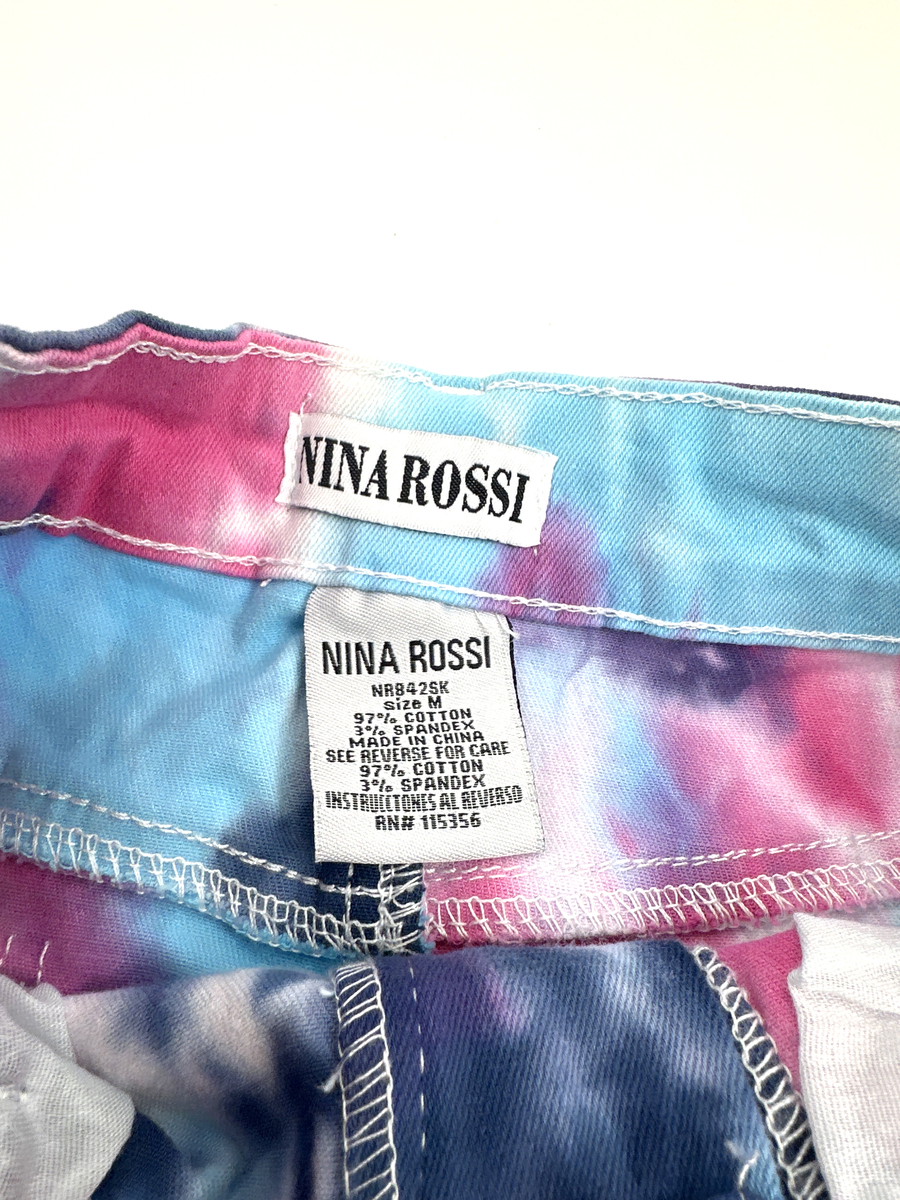 NINA ROSSI
NINA ROSSI
NR842SK
size M
97% COTTON
3% SPANDEX
MADE IN CHINA
SEE REVERSE FOR CARE
97% COTTON
3% SPANDEX
INSTRUCCTONES AL REVERSO
RN# 115356